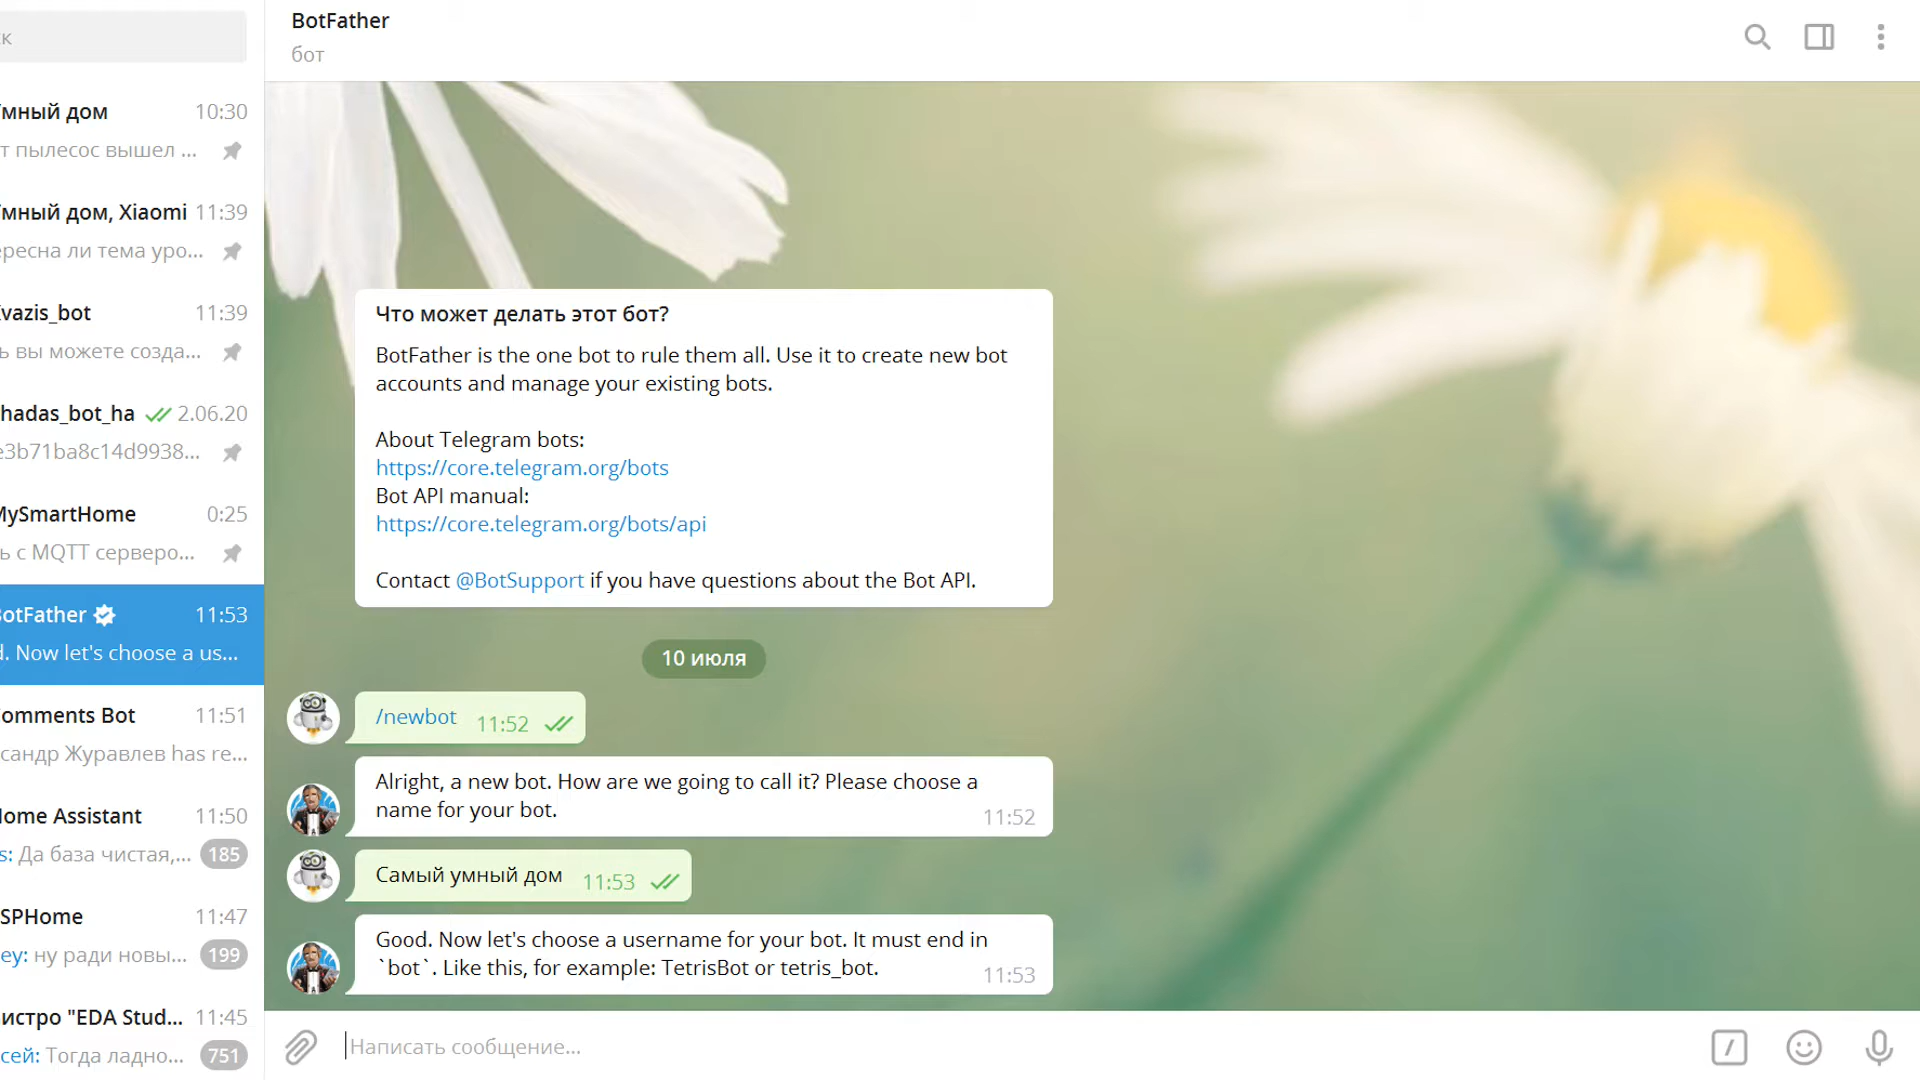 к
BotFather
бот
мный дом 10:30
т пылесос вышел ...
мный дом, Xiaomi 11:39
ересна ли тема уро...
vazis_bot 11:39
ь вы можете созда...
hadas_bot_ha 2.06.20
e3b71ba8c14d9938...
MySmartHome 0:25
ь с MQTT серверо...
BotFather 11:53
d. Now let's choose a us...
omments Bot 11:51
сандр Журавлев has re...
ome Assistant 11:50
s: Да база чистая,... 185
SPHome 11:47
ey: ну ради новы... 199
истро "EDA Stud... 11:45
сей: Тогда ладно... 751
Что может делать этот бот?
BotFather is the one bot to rule them all. Use it to create new bot
accounts and manage your existing bots.
About Telegram bots:
https://core.telegram.org/bots
Bot API manual:
https://core.telegram.org/bots/api
Contact @BotSupport if you have questions about the Bot API.
10 июля
/newbot 11:52
Alright, a new bot. How are we going to call it? Please choose a
name for your bot. 11:52
Самый умный дом 11:53
Good. Now let's choose a username for your bot. It must end in
`bot`. Like this, for example: TetrisBot or tetris_bot. 11:53
Написать сообщение...